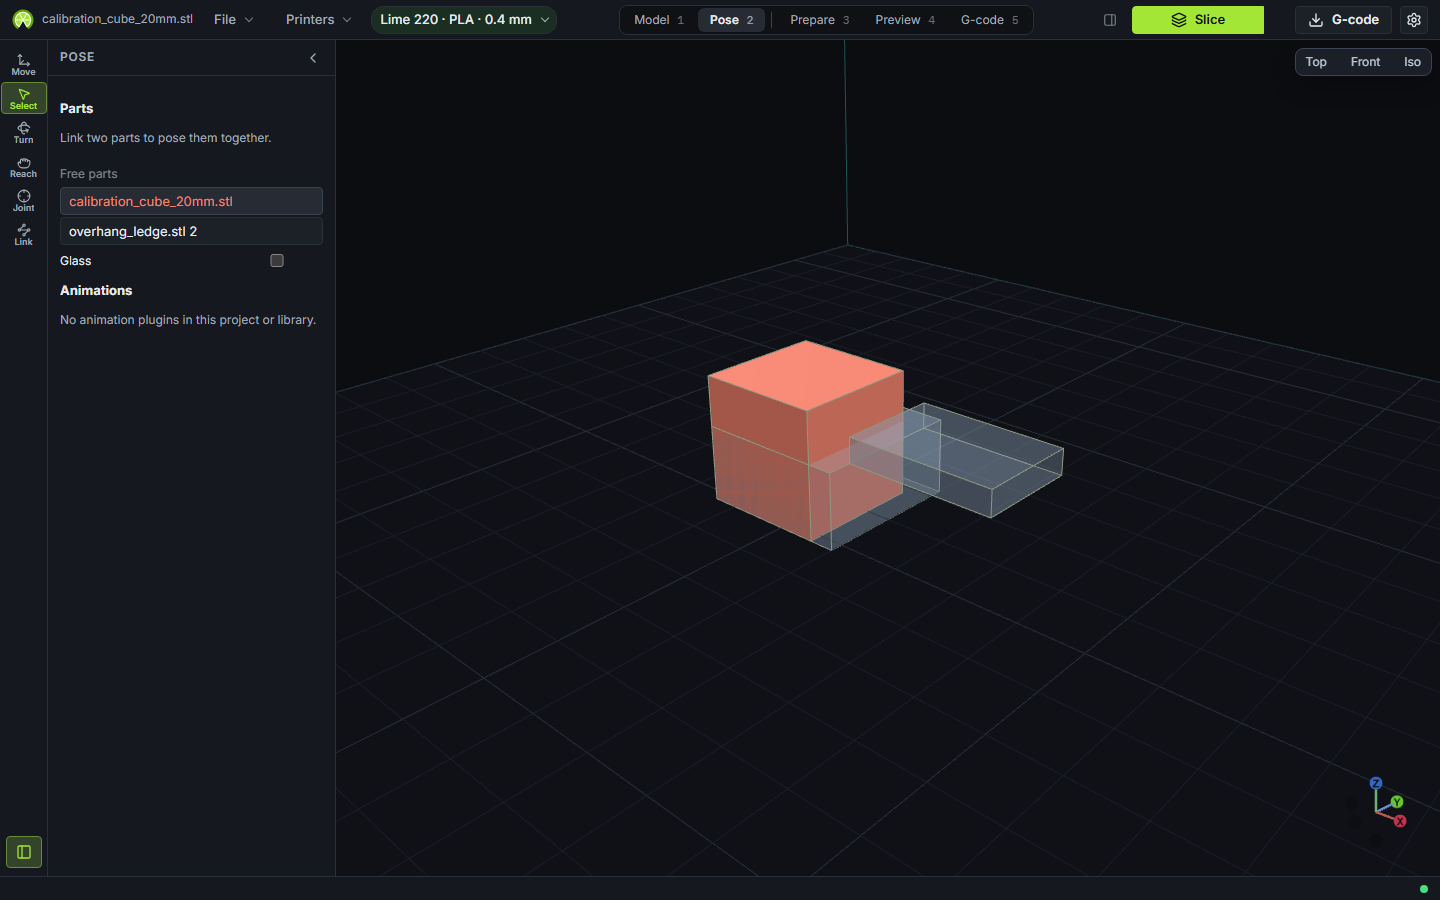 calibration_cube_20mm.stl File Printers Lime 220 · PLA · 0.4 mm Model 1 Pose 2 Prepare 3 Preview 4 G-code 5 Slice G-code
POSE
Top Front Iso
Move
Select
Turn
Reach
Joint
Link
Parts
Link two parts to pose them together.
Free parts
calibration_cube_20mm.stl
overhang_ledge.stl 2
Glass
Animations
No animation plugins in this project or library.
Z
Y
X